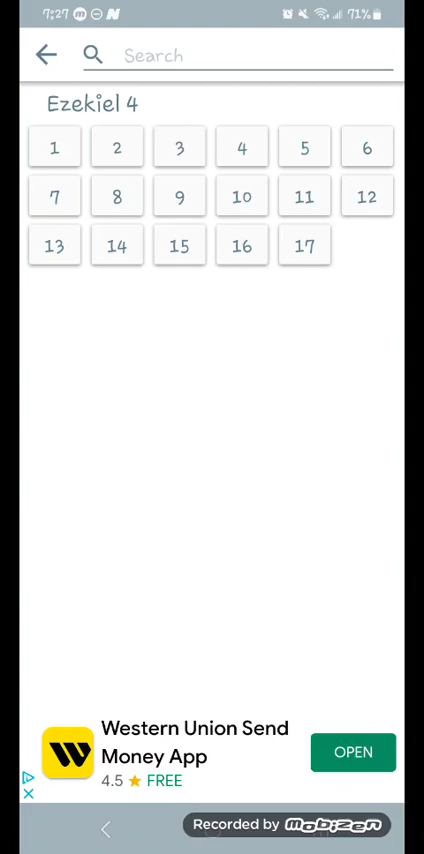 7:27 m N 71%
Search
Ezekiel 4
1 2 3 4 5 6
7 8 9 10 11 12
13 14 15 16 17
Western Union Send
Money App
4.5 ★ FREE
OPEN
Recorded by mobizen